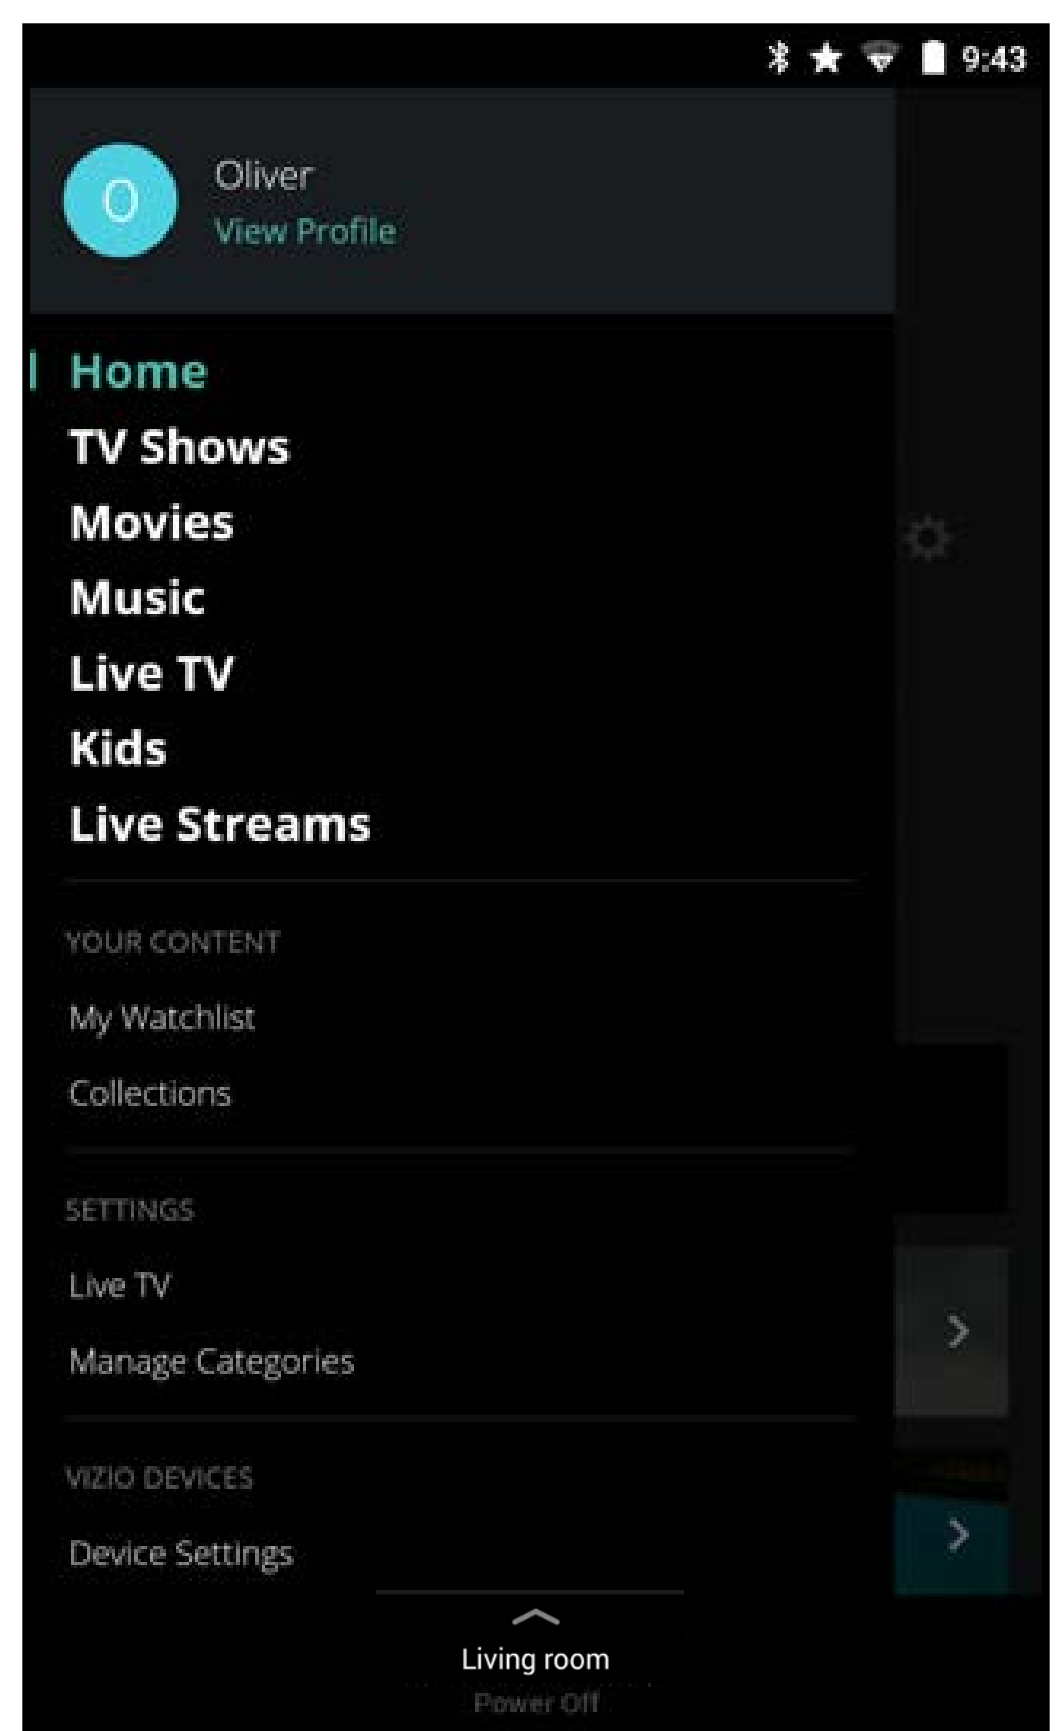 9:43
O
Oliver
View Profile
Home
TV Shows
Movies
Music
Live TV
Kids
Live Streams
YOUR CONTENT
My Watchlist
Collections
SETTINGS
Live TV
Manage Categories
VIZIO DEVICES
Device Settings
Living room
Power Off